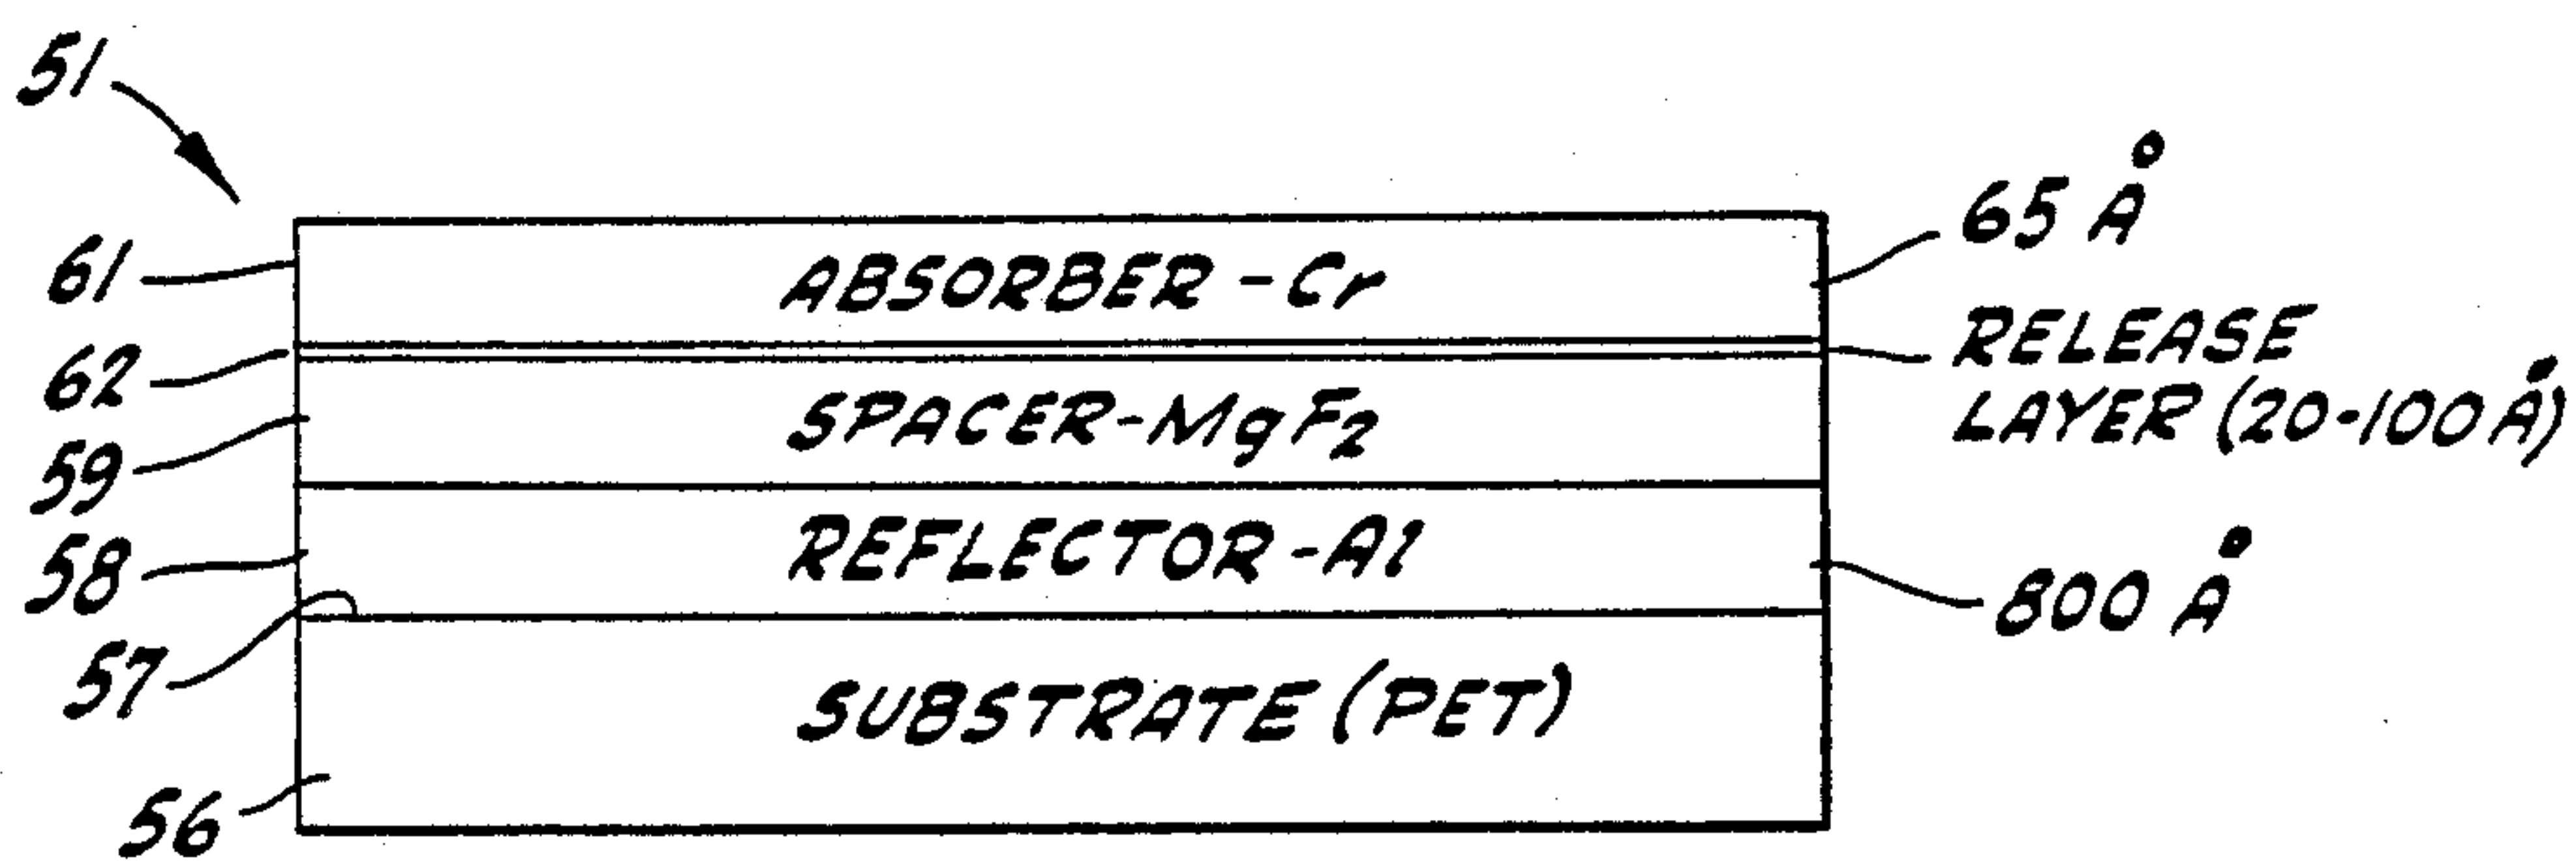 51
61
ABSORBER-Cr
65 Å
62
RELEASE
LAYER (20-100 Å)
59
SPACER-MgF2
58
REFLECTOR-Al
800 Å
57
SUBSTRATE (PET)
56